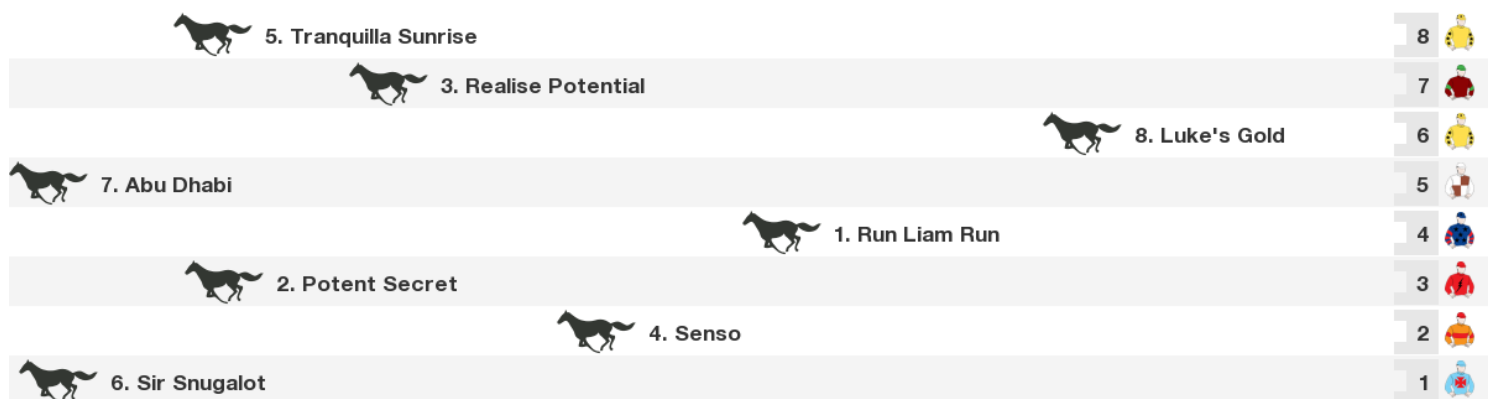 5. Tranquilla Sunrise 8
3. Realise Potential 7
8. Luke's Gold 6
7. Abu Dhabi 5
1. Run Liam Run 4
2. Potent Secret 3
4. Senso 2
6. Sir Snugalot 1